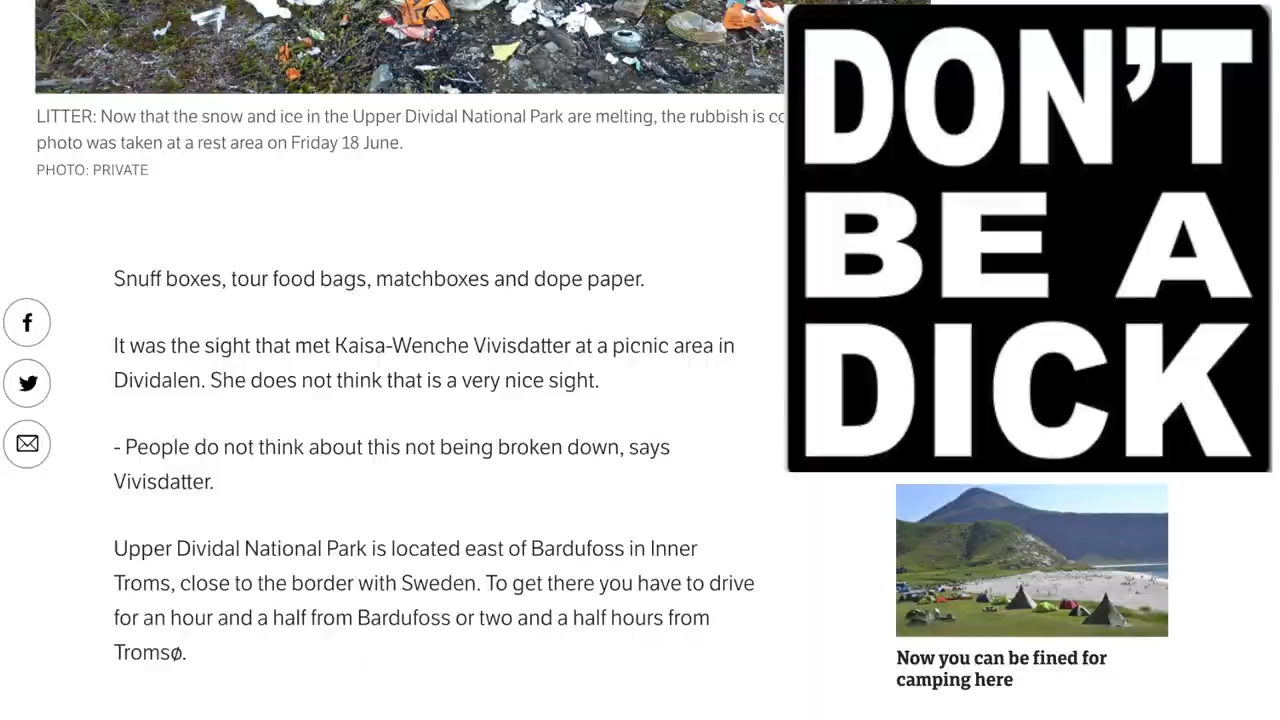 LITTER: Now that the snow and ice in the Upper Dividal National Park are melting, the rubbish is
photo was taken at a rest area on Friday 18 June.
PHOTO: PRIVATE
Snuff boxes, tour food bags, matchboxes and dope paper.
It was the sight that met Kaisa-Wenche Vivisdatter at a picnic area in
Dividalen. She does not think that is a very nice sight.
- People do not think about this not being broken down, says
Vivisdatter.
Upper Dividal National Park is located east of Bardufoss in Inner
Troms, close to the border with Sweden. To get there you have to drive
for an hour and a half from Bardufoss or two and a half hours from
Tromsø.
DON'T
BE A
DICK
Now you can be fined for
camping here